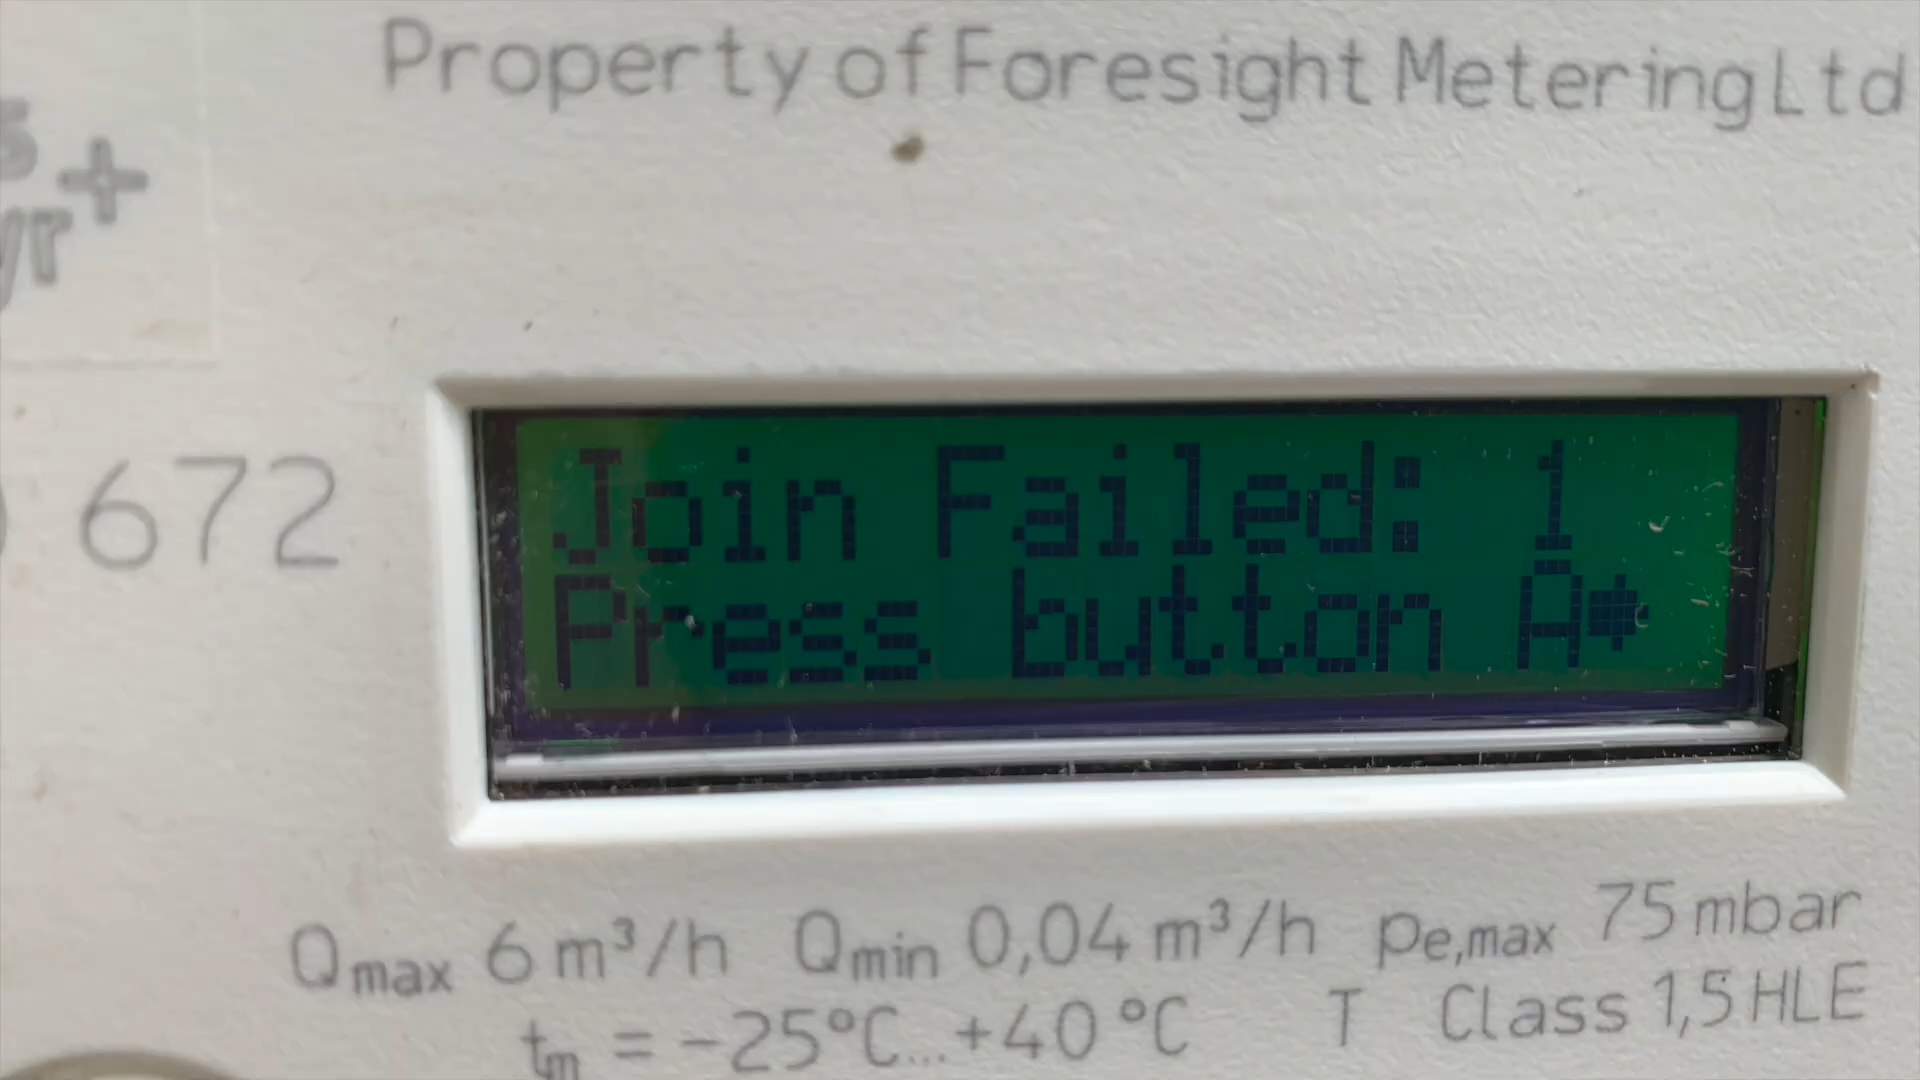 Property of Foresight Metering Ltd
yr+
672
Join Failed: 1
Press button A
Qmax 6 m³/h Qmin 0,04 m³/h pe,max 75 mbar
tm = -25°C...+40°C T Class 1,5 HLE